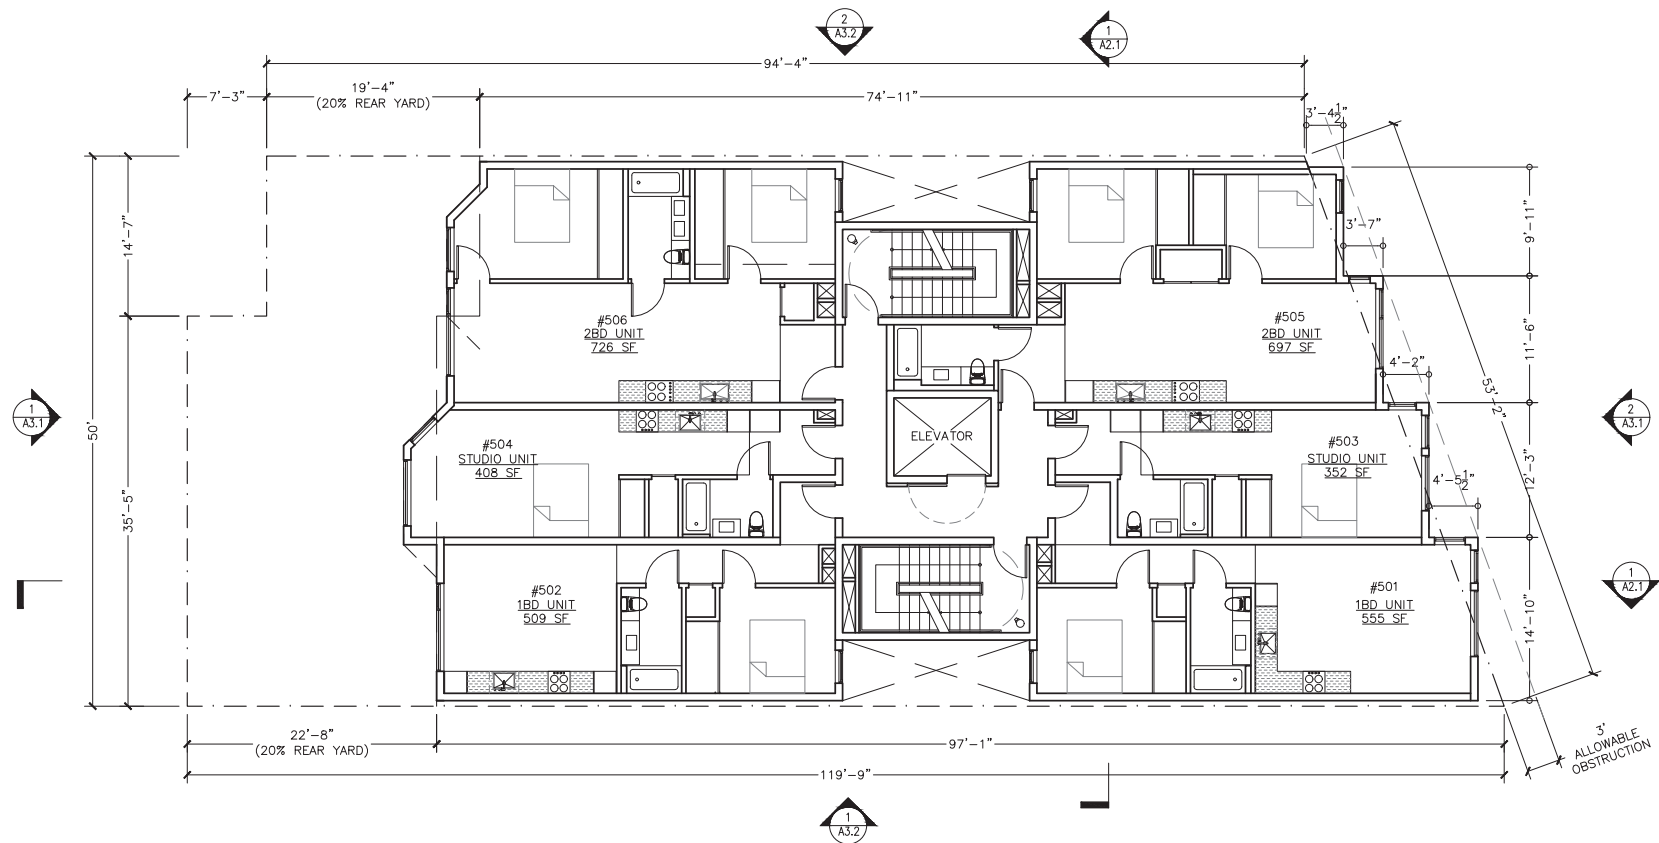 2
A3.2
1
A2.1
94'-4"
7'-3"
19'-4"
(20% REAR YARD)
74'-11"
3'-4½"
14'-7"
9'-11"
3'-7"
#506
2BD UNIT
726 SF
#505
2BD UNIT
697 SF
11'-6"
4'-2"
53'-2"
1
A3.1
50'
ELEVATOR
2
A3.1
#504
STUDIO UNIT
408 SF
#503
STUDIO UNIT
352 SF
4'-5½"
12'-3"
35'-5"
#502
1BD UNIT
509 SF
#501
1BD UNIT
555 SF
1
A2.1
14'-10"
22'-8"
(20% REAR YARD)
97'-1"
3'
ALLOWABLE
OBSTRUCTION
119'-9"
1
A3.2